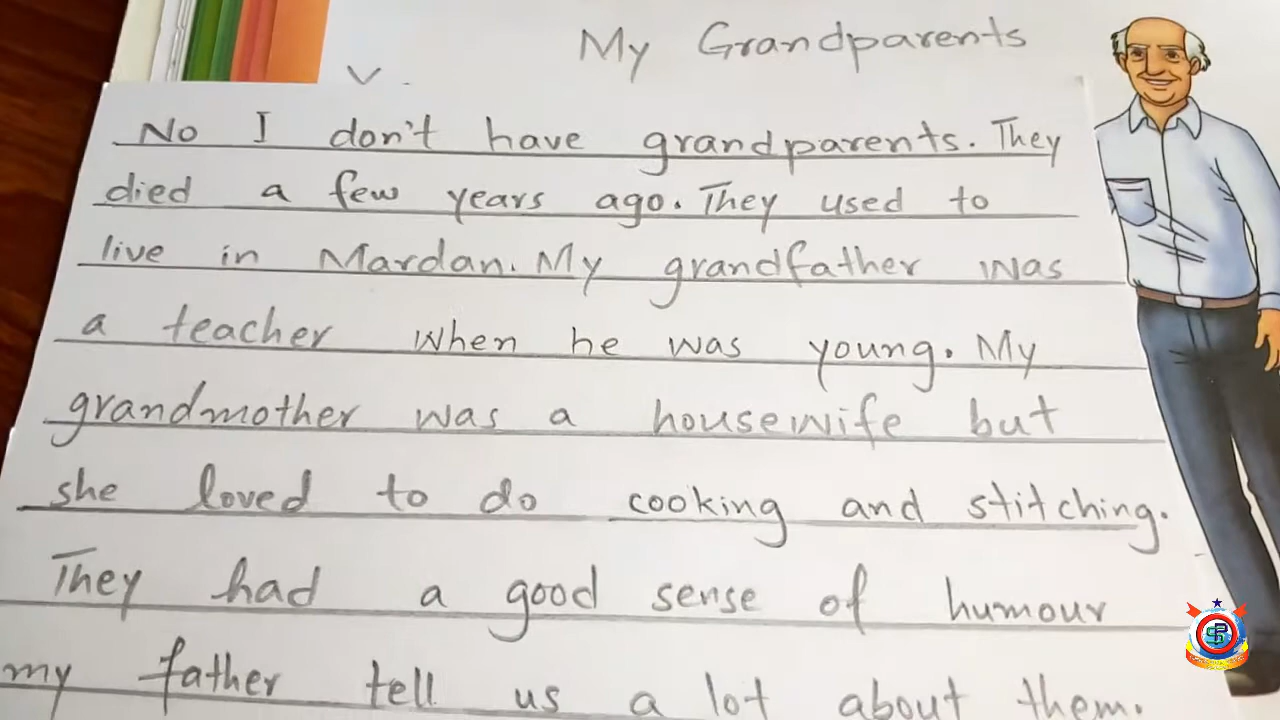 My Grandparents
No I don't have grandparents. They
died a few years ago. They used to
live in Mardan. My grandfather was
a teacher when he was young. My
grandmother was a housewife but
she loved to do cooking and stitching.
They had a good sense of humour
my father tell us a lot about them.